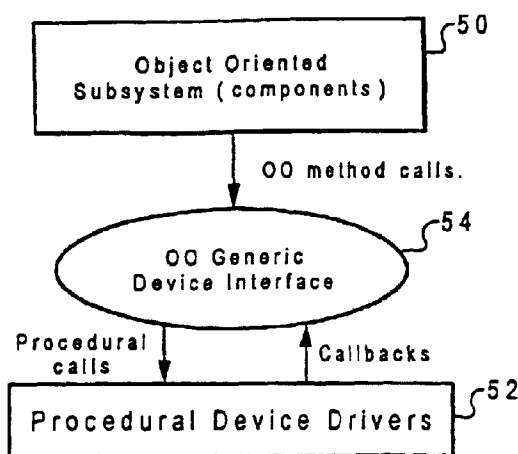 50
Object Oriented
Subsystem (components)
OO method calls.
54
OO Generic
Device Interface
Procedural
calls
Callbacks
52
Procedural Device Drivers